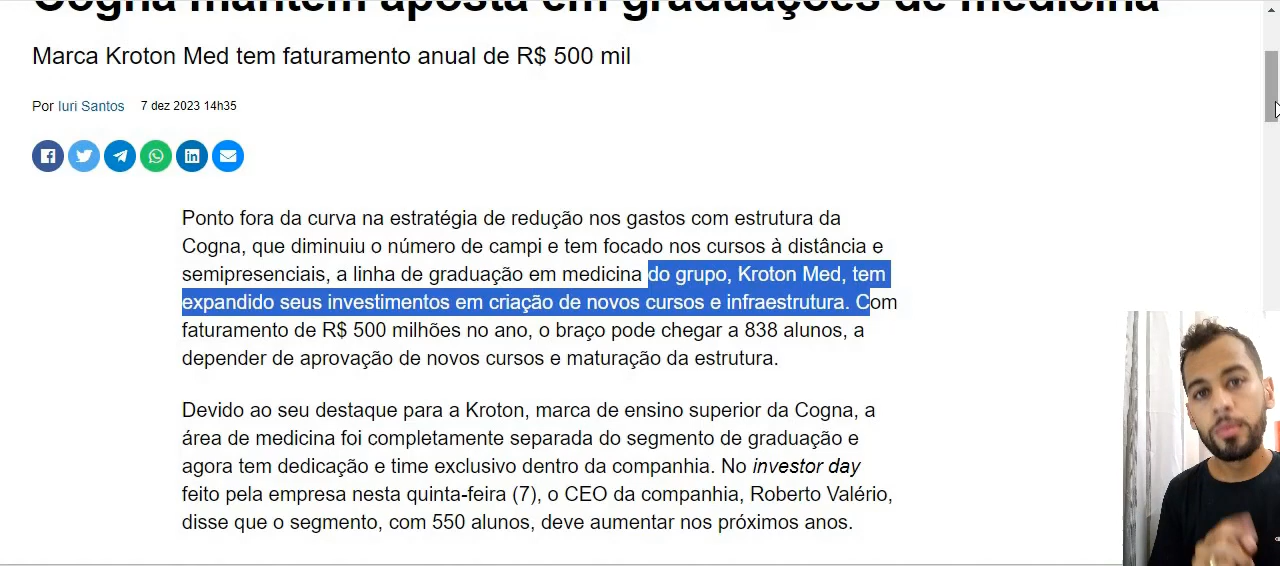 Cogna mantém aposta em graduações de medicina
Marca Kroton Med tem faturamento anual de R$ 500 mil
Por Iuri Santos 7 dez 2023 14h35
Ponto fora da curva na estratégia de redução nos gastos com estrutura da
Cogna, que diminuiu o número de campi e tem focado nos cursos à distância e
semipresenciais, a linha de graduação em medicina do grupo, Kroton Med, tem
expandido seus investimentos em criação de novos cursos e infraestrutura. Com
faturamento de R$ 500 milhões no ano, o braço pode chegar a 838 alunos, a
depender de aprovação de novos cursos e maturação da estrutura.
Devido ao seu destaque para a Kroton, marca de ensino superior da Cogna, a
área de medicina foi completamente separada do segmento de graduação e
agora tem dedicação e time exclusivo dentro da companhia. No investor day
feito pela empresa nesta quinta-feira (7), o CEO da companhia, Roberto Valério,
disse que o segmento, com 550 alunos, deve aumentar nos próximos anos.